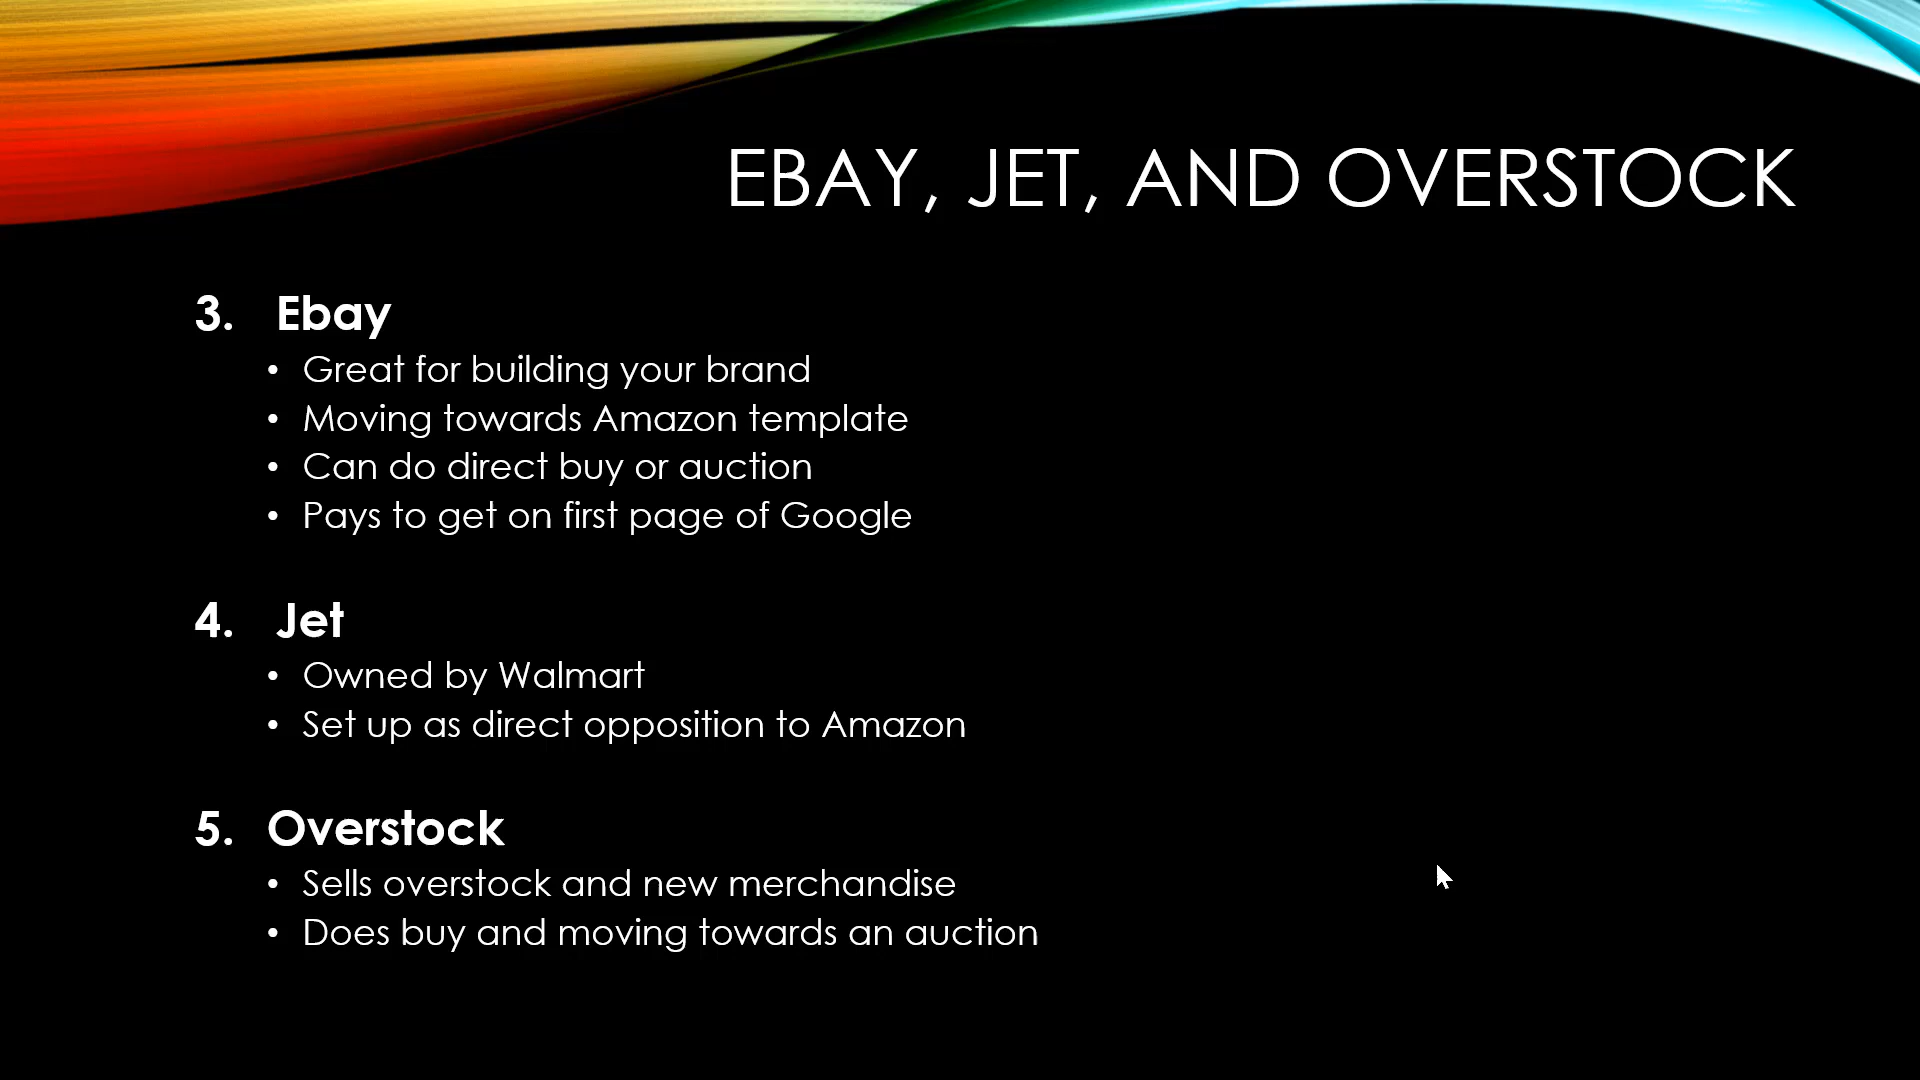 EBAY, JET, AND OVERSTOCK
3. Ebay
• Great for building your brand
• Moving towards Amazon template
• Can do direct buy or auction
• Pays to get on first page of Google
4. Jet
• Owned by Walmart
• Set up as direct opposition to Amazon
5. Overstock
• Sells overstock and new merchandise
• Does buy and moving towards an auction